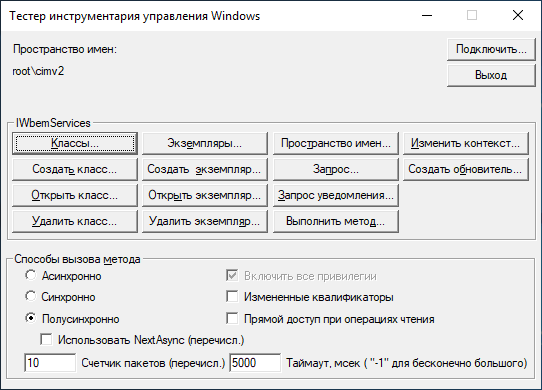 Тестер инструментария управления Windows
Пространство имен:
Подключить...
root\cimv2
Выход
IWbemServices
Классы... Экземпляры... Пространство имен... Изменить контекст...
Создать класс... Создать экземпляр... Запрос... Создать обновитель...
Открыть класс... Открыть экземпляр... Запрос уведомления...
Удалить класс... Удалить экземпляр... Выполнить метод...
Способы вызова метода
Асинхронно Включить все привилегии
Синхронно Измененные квалификаторы
Полусинхронно Прямой доступ при операциях чтения
Использовать NextAsync (перечисл.)
10 Счетчик пакетов (перечисл.) 5000 Таймаут, мсек ( "-1" для бесконечно большого)